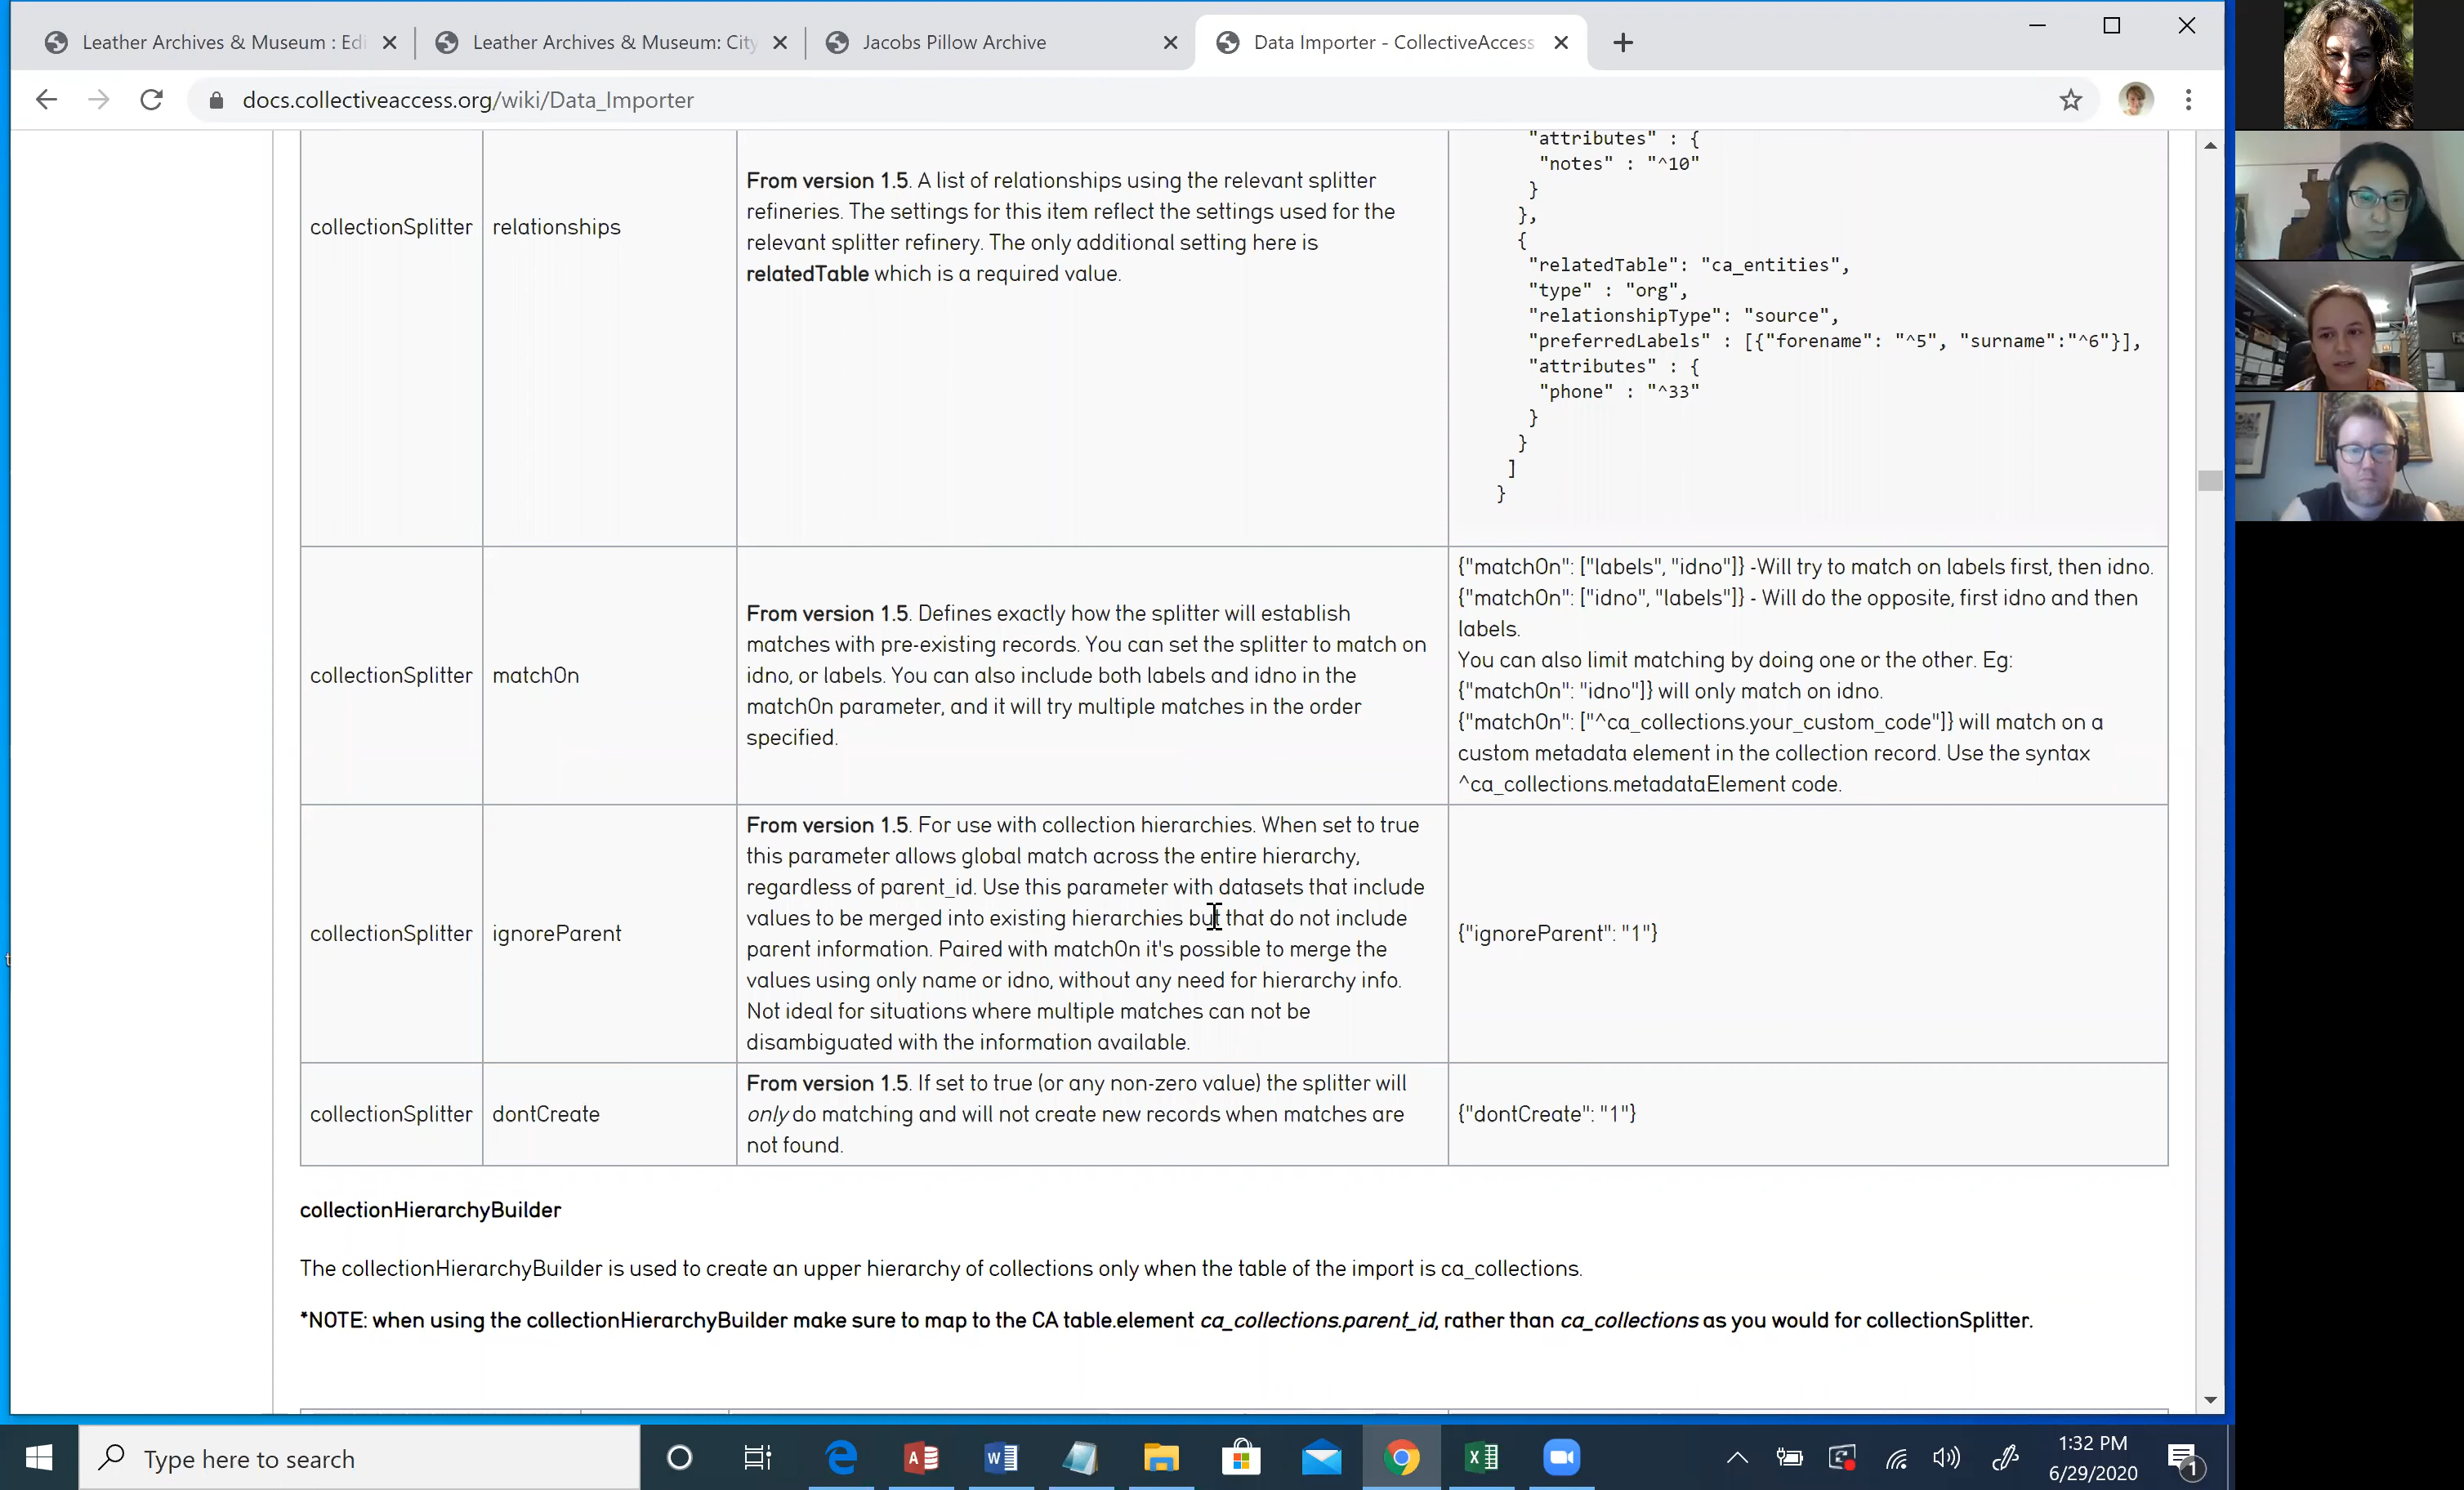 Leather Archives & Museum : Edi
Leather Archives & Museum: City
Jacobs Pillow Archive
Data Importer - CollectiveAccess
docs.collectiveaccess.org/wiki/Data_Importer
collectionSplitter
relationships
From version 1.5. A list of relationships using the relevant splitter
refineries. The settings for this item reflect the settings used for the
relevant splitter refinery. The only additional setting here is
relatedTable which is a required value.
"attributes" : {
"notes" : "^10"
}
},
{
"relatedTable": "ca_entities",
"type" : "org",
"relationshipType": "source",
"preferredLabels" : [{"forename": "^5", "surname":"^6"}],
"attributes" : {
"phone" : "^33"
}
}
]
}
collectionSplitter
matchOn
From version 1.5. Defines exactly how the splitter will establish
matches with pre-existing records. You can set the splitter to match on
idno, or labels. You can also include both labels and idno in the
matchOn parameter, and it will try multiple matches in the order
specified.
{"matchOn": ["labels", "idno"]} -Will try to match on labels first, then idno.
{"matchOn": ["idno", "labels"]} - Will do the opposite, first idno and then
labels.
You can also limit matching by doing one or the other. Eg:
{"matchOn": "idno"]} will only match on idno.
{"matchOn": ["^ca_collections.your_custom_code"]} will match on a
custom metadata element in the collection record. Use the syntax
^ca_collections.metadataElement code.
collectionSplitter
ignoreParent
From version 1.5. For use with collection hierarchies. When set to true
this parameter allows global match across the entire hierarchy,
regardless of parent_id. Use this parameter with datasets that include
values to be merged into existing hierarchies but that do not include
parent information. Paired with matchOn it's possible to merge the
values using only name or idno, without any need for hierarchy info.
Not ideal for situations where multiple matches can not be
disambiguated with the information available.
{"ignoreParent": "1"}
collectionSplitter
dontCreate
From version 1.5. If set to true (or any non-zero value) the splitter will
only do matching and will not create new records when matches are
not found.
{"dontCreate": "1"}
collectionHierarchyBuilder
The collectionHierarchyBuilder is used to create an upper hierarchy of collections only when the table of the import is ca_collections.
*NOTE: when using the collectionHierarchyBuilder make sure to map to the CA table.element ca_collections.parent_id, rather than ca_collections as you would for collectionSplitter.
Type here to search
1:32 PM
6/29/2020
1